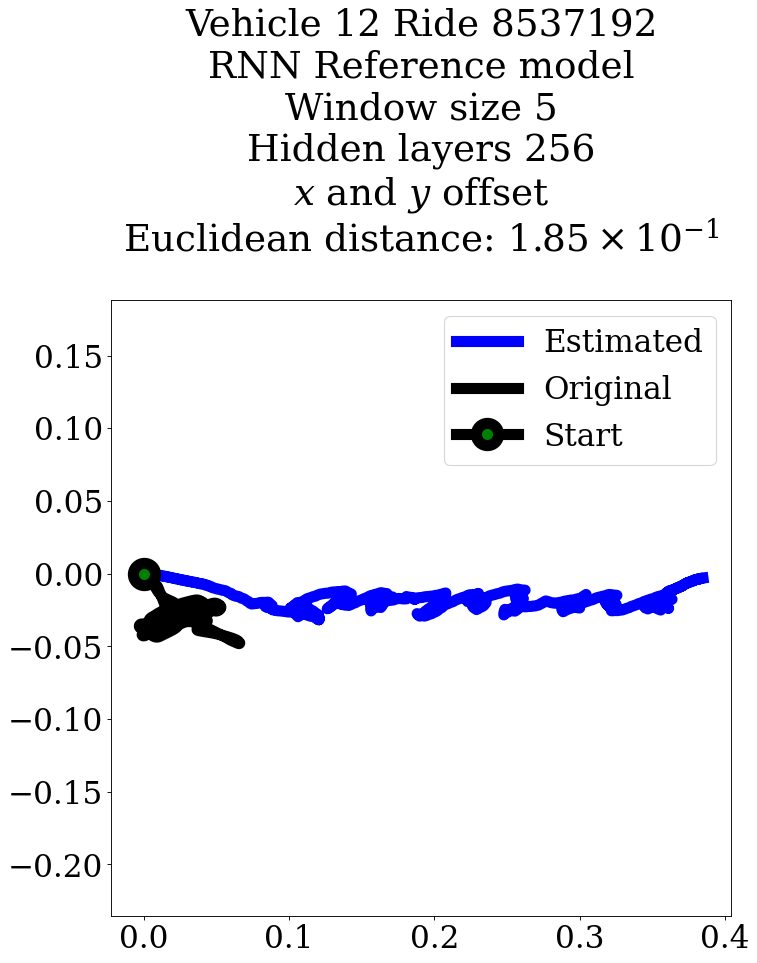 Vehicle 12 Ride 8537192
RNN Reference model
Window size 5
Hidden layers 256
x and y offset
Euclidean distance: 1.85 × 10⁻¹
Estimated
Original
Start
0.15
0.10
0.05
0.00
−0.05
−0.10
−0.15
−0.20
0.0 0.1 0.2 0.3 0.4